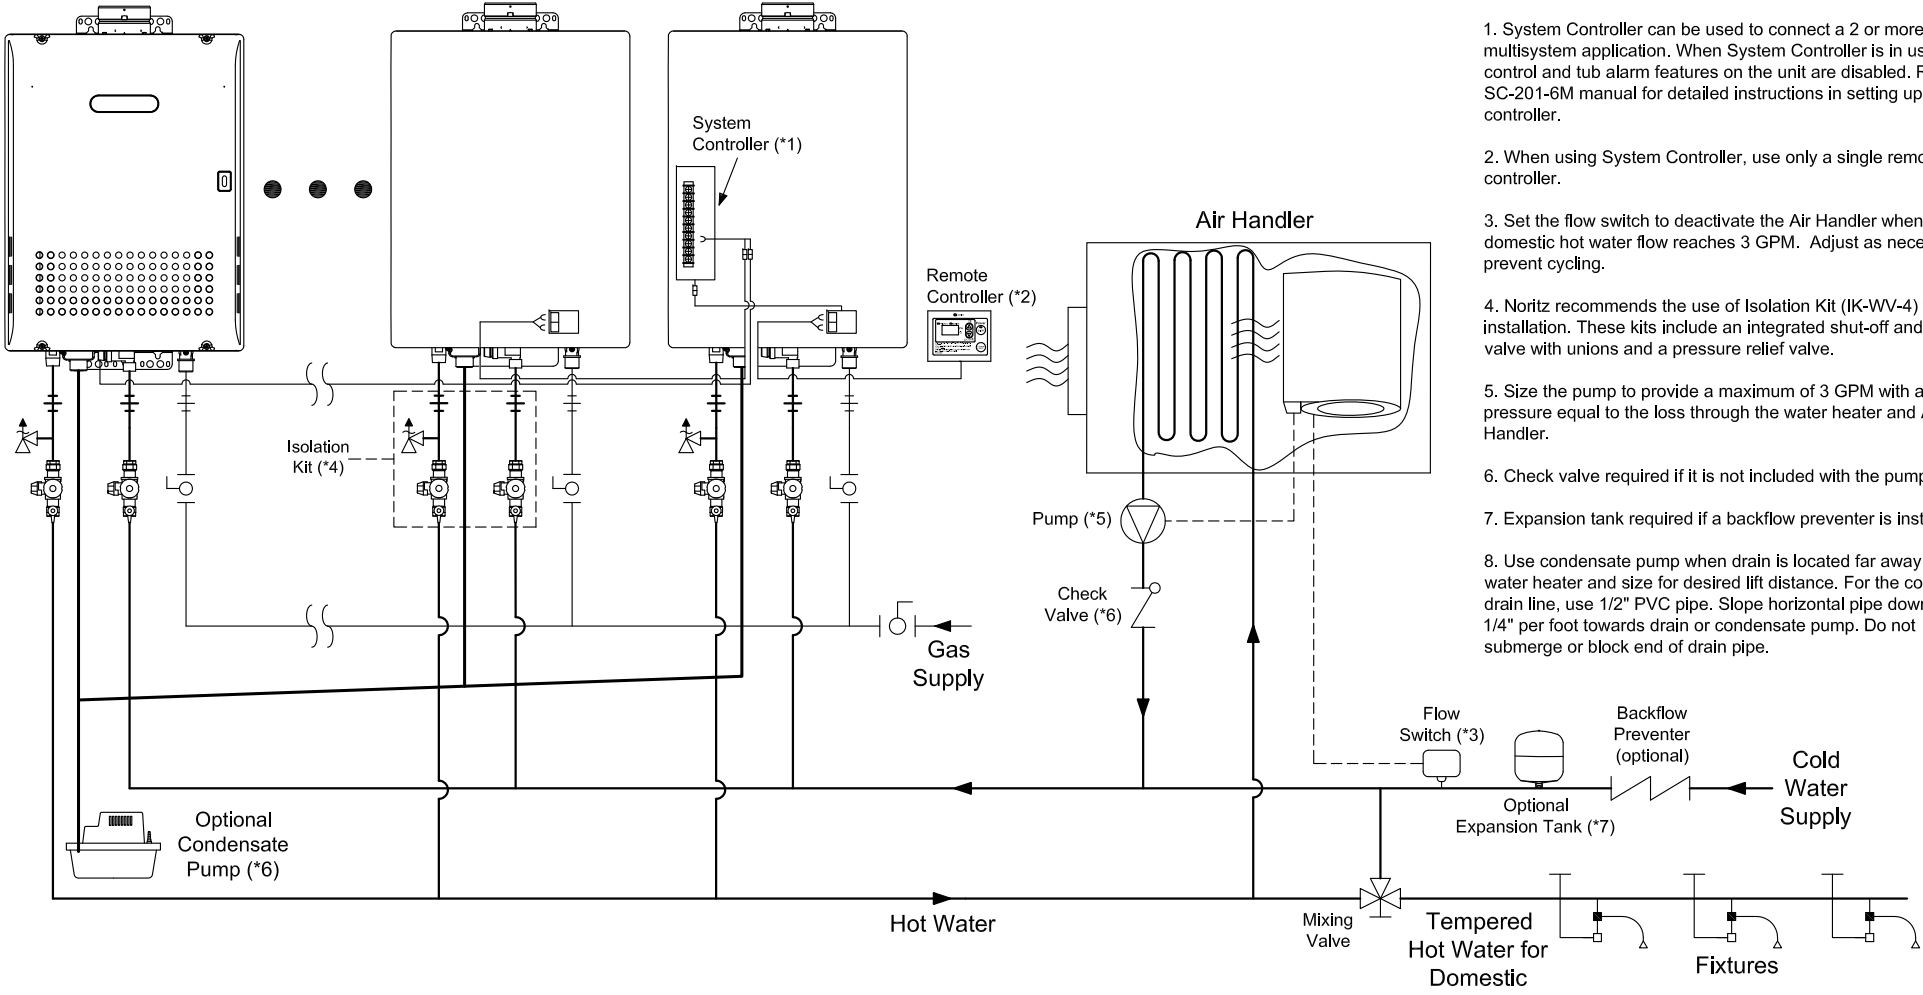 1. System Controller can be used to connect a 2 or more
multisystem application. When System Controller is in
control and tub alarm features on the unit are disabled.
SC-201-6M manual for detailed instructions in setting up
controller.
2. When using System Controller, use only a single
controller.
3. Set the flow switch to deactivate the Air Handler when
domestic hot water flow reaches 3 GPM. Adjust as
prevent cycling.
4. Noritz recommends the use of Isolation Kit (IK-WV-4)
installation. These kits include an integrated shut-off and
valve with unions and a pressure relief valve.
5. Size the pump to provide a maximum of 3 GPM with a
pressure equal to the loss through the water heater and
Handler.
6. Check valve required if it is not included with the pump
7. Expansion tank required if a backflow preventer is
8. Use condensate pump when drain is located far away
water heater and size for desired lift distance. For the
drain line, use 1/2" PVC pipe. Slope horizontal pipe
1/4" per foot towards drain or condensate pump. Do not
submerge or block end of drain pipe.
System
Controller (*1)
Air Handler
Remote
Controller (*2)
Isolation
Kit (*4)
Pump (*5)
Check
Valve (*6)
Gas
Supply
Flow
Switch (*3)
Backflow
Preventer
(optional)
Cold
Water
Supply
Optional
Expansion Tank (*7)
Optional
Condensate
Pump (*6)
Hot Water
Mixing
Valve
Tempered
Hot Water for
Domestic
Fixtures